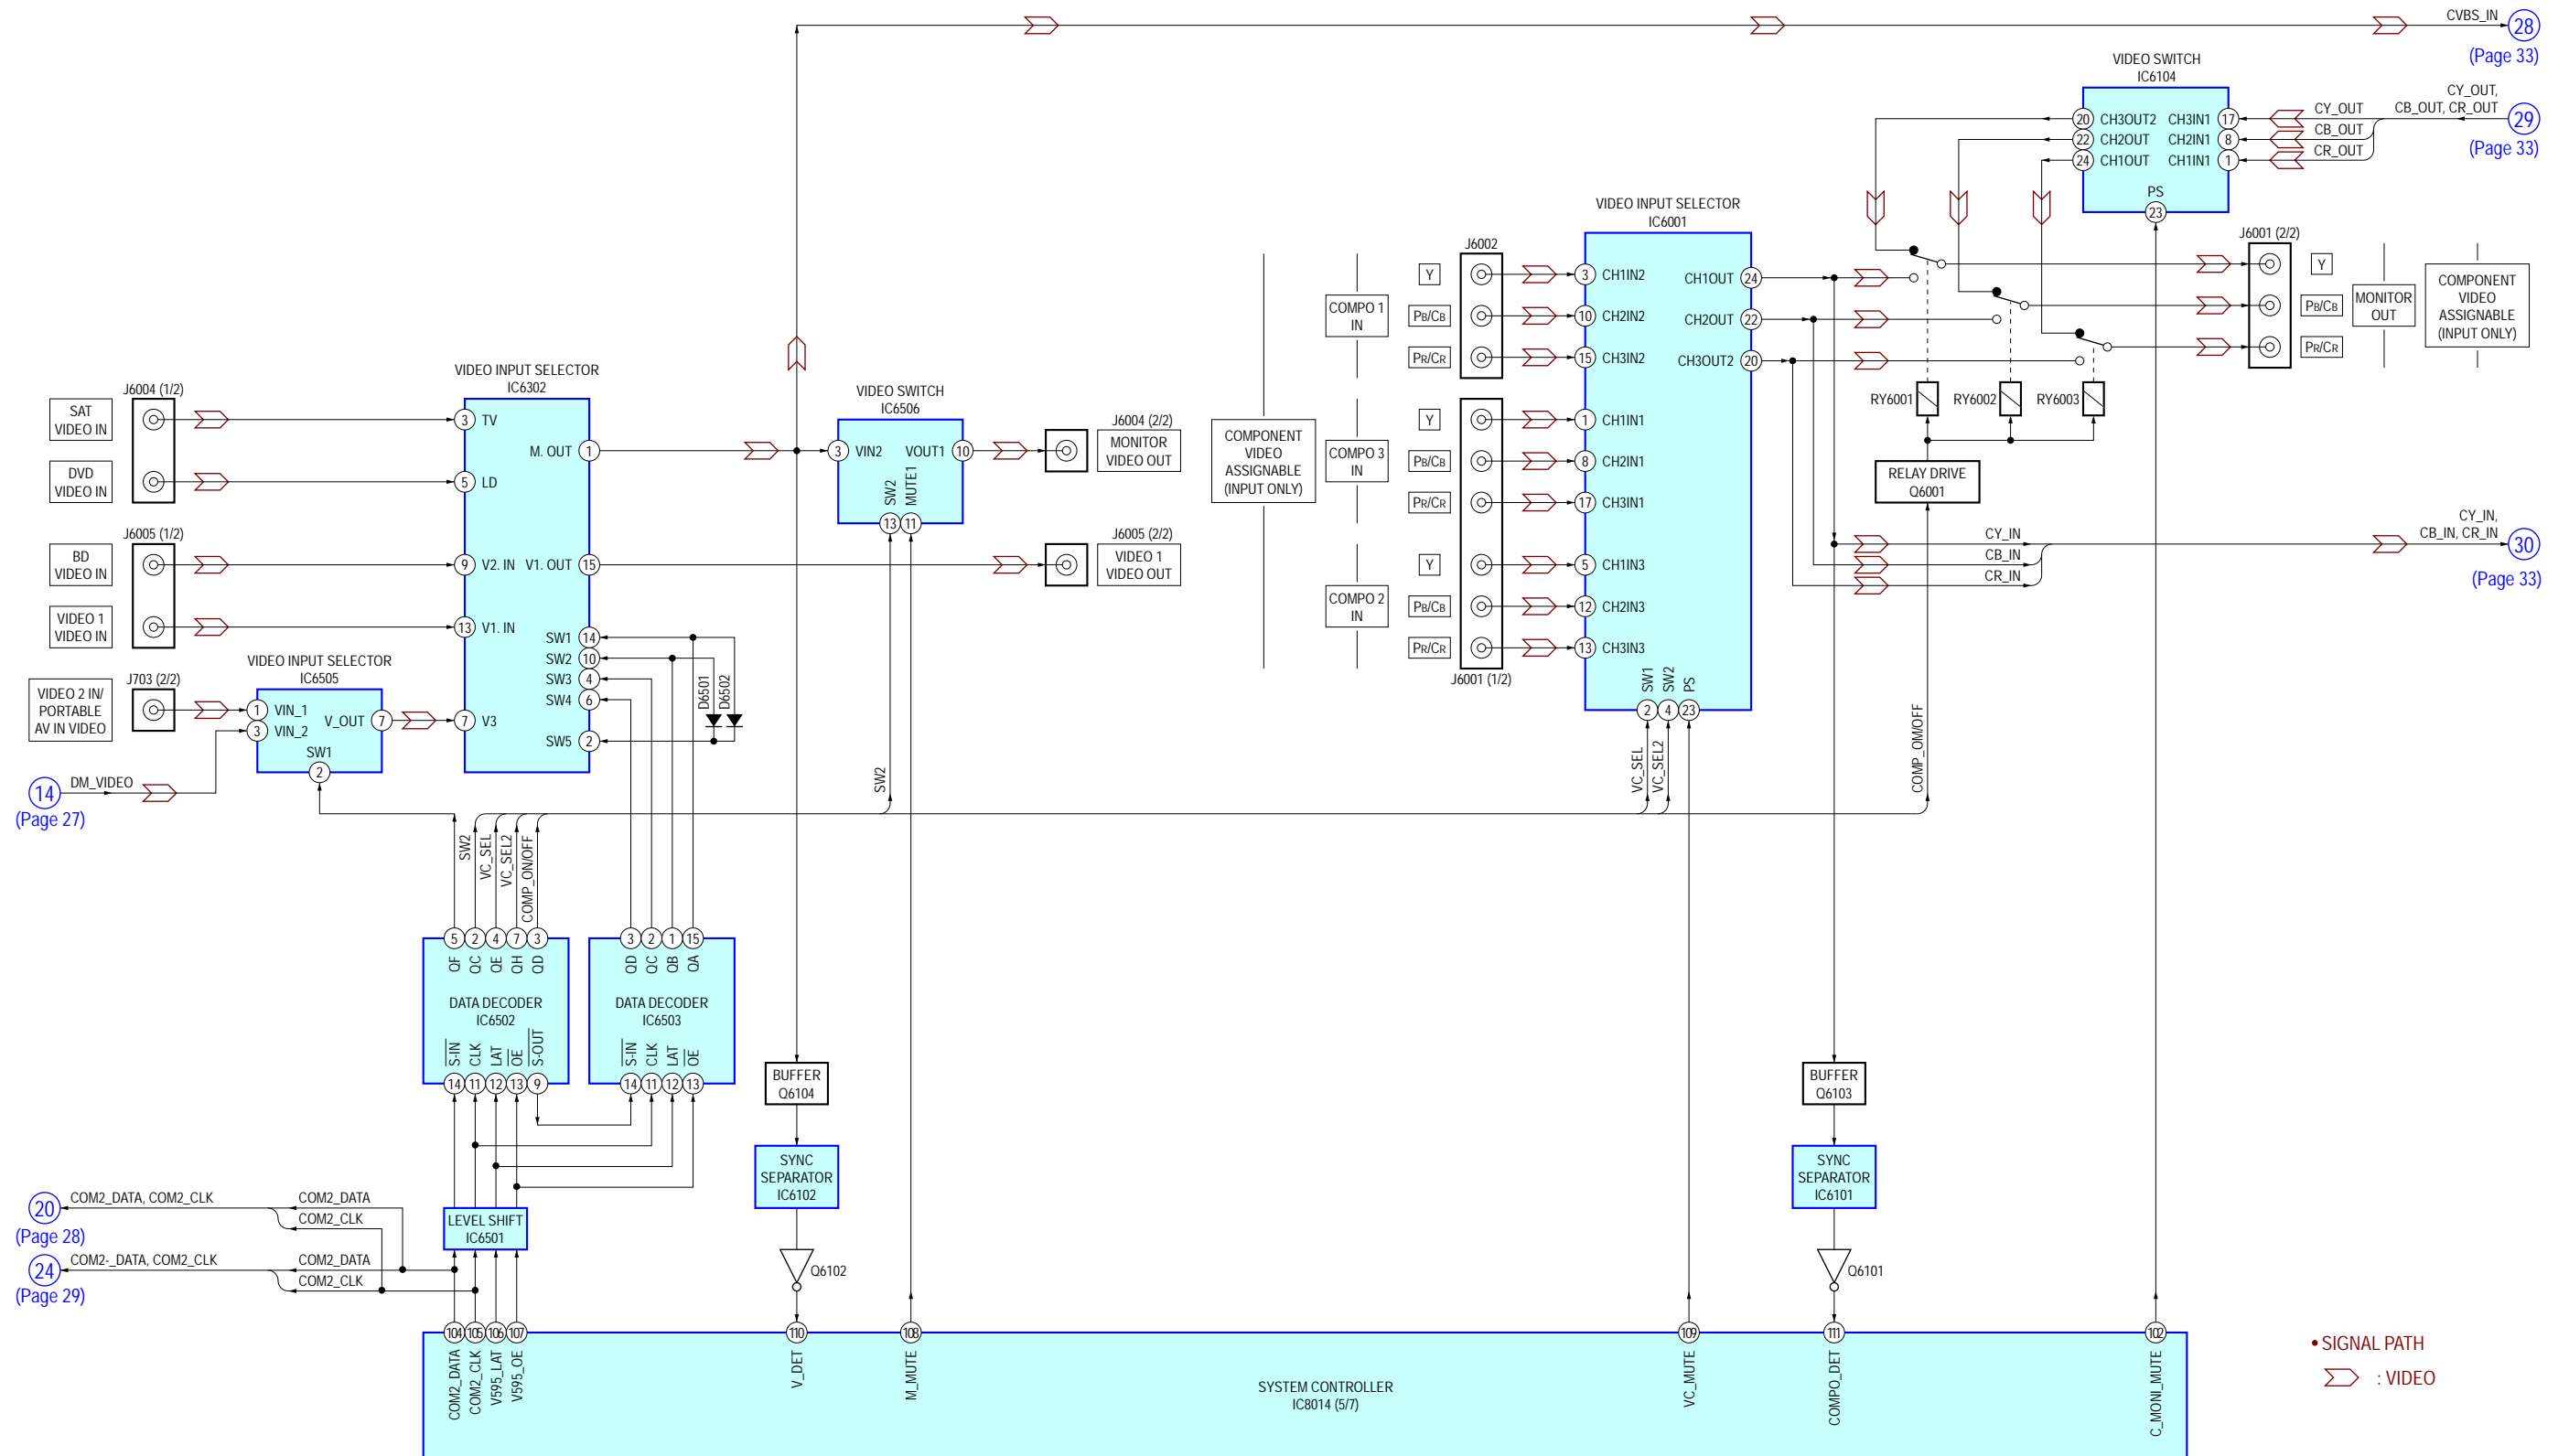 CVBS_IN
28
(Page 33)
VIDEO SWITCH
IC6104
CY_OUT,
CB_OUT, CR_OUT
29
(Page 33)
20 CH3OUT2 CH3IN1 17 CY_OUT
22 CH2OUT CH2IN1 8 CB_OUT
24 CH1OUT CH1IN1 1 CR_OUT
PS
23
VIDEO INPUT SELECTOR
IC6001
J6002
COMPO 1
IN
Y
PB/CB
PR/CR
3 CH1IN2
10 CH2IN2
15 CH3IN2
CH1OUT 24
CH2OUT 22
CH3OUT2 20
J6001 (2/2)
Y
PB/CB
PR/CR
MONITOR
OUT
COMPONENT
VIDEO
ASSIGNABLE
(INPUT ONLY)
RY6001
RY6002
RY6003
RELAY DRIVE
Q6001
COMPONENT
VIDEO
ASSIGNABLE
(INPUT ONLY)
COMPO 3
IN
Y
PB/CB
PR/CR
1 CH1IN1
8 CH2IN1
17 CH3IN1
COMPO 2
IN
Y
PB/CB
PR/CR
5 CH1IN3
12 CH2IN3
13 CH3IN3
J6001 (1/2)
SW1
SW2
PS
2 4 23
VC_SEL
VC_SEL2
COMP_OM/OFF
CY_IN
CB_IN
CR_IN
CY_IN,
CB_IN, CR_IN
30
(Page 33)
VIDEO INPUT SELECTOR
IC6302
J6004 (1/2)
SAT
VIDEO IN
DVD
VIDEO IN
3 TV
5 LD
M. OUT 1
VIDEO SWITCH
IC6506
3 VIN2 VOUT1 10
SW2
MUTE1
13 11
J6004 (2/2)
MONITOR
VIDEO OUT
J6005 (1/2)
BD
VIDEO IN
VIDEO 1
VIDEO IN
9 V2. IN V1. OUT 15
13 V1. IN
J6005 (2/2)
VIDEO 1
VIDEO OUT
SW1 14
SW2 10
SW3 4
SW4 6
SW5 2
D6501
D6502
VIDEO INPUT SELECTOR
IC6505
J703 (2/2)
VIDEO 2 IN/
PORTABLE
AV IN VIDEO
1 VIN_1
3 VIN_2
V_OUT 7
7 V3
SW1
2
14
DM_VIDEO
(Page 27)
SW2
SW2
VC_SEL
VC_SEL2
COMP_ON/OFF
5 2 4 7 3
QF QC QE QH QD
DATA DECODER
IC6502
S-IN CLK LAT OE S-OUT
14 11 12 13 9
3 2 1 15
QD QC QB QA
DATA DECODER
IC6503
S-IN CLK LAT OE
14 11 12 13
BUFFER
Q6104
SYNC
SEPARATOR
IC6102
Q6102
BUFFER
Q6103
SYNC
SEPARATOR
IC6101
Q6101
20
COM2_DATA, COM2_CLK
COM2_DATA
COM2_CLK
(Page 28)
24
COM2-_DATA, COM2_CLK
COM2_DATA
COM2_CLK
(Page 29)
LEVEL SHIFT
IC6501
104 105 106 107 110 108 109 111 102
COM2_DATA
COM2_CLK
V595_LAT
V595_OE
V_DET
M_MUTE
VC_MUTE
COMPO_DET
C_MONI_MUTE
SYSTEM CONTROLLER
IC8014 (5/7)
• SIGNAL PATH
: VIDEO